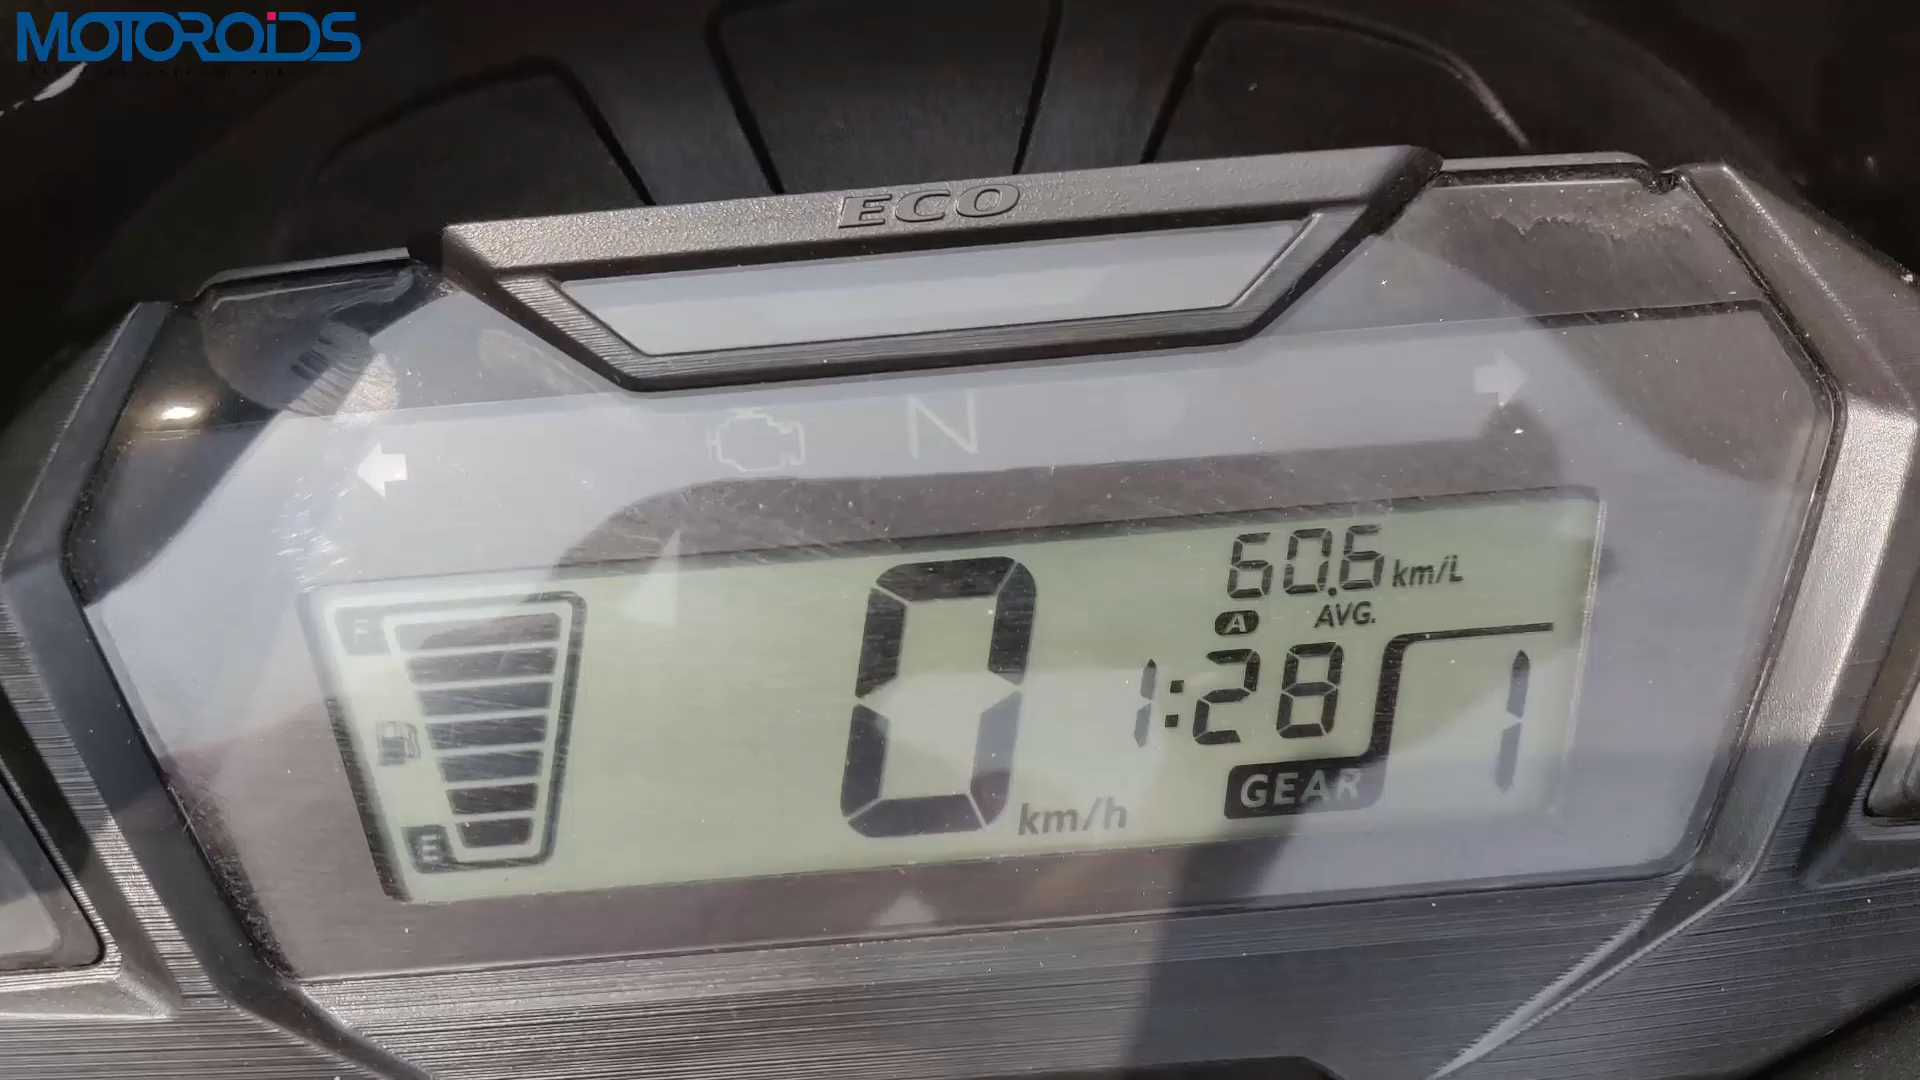 MOTOROiDS
ECO
N
60.6 km/L
A AVG.
F
1:28
1
E
0 km/h
GEAR